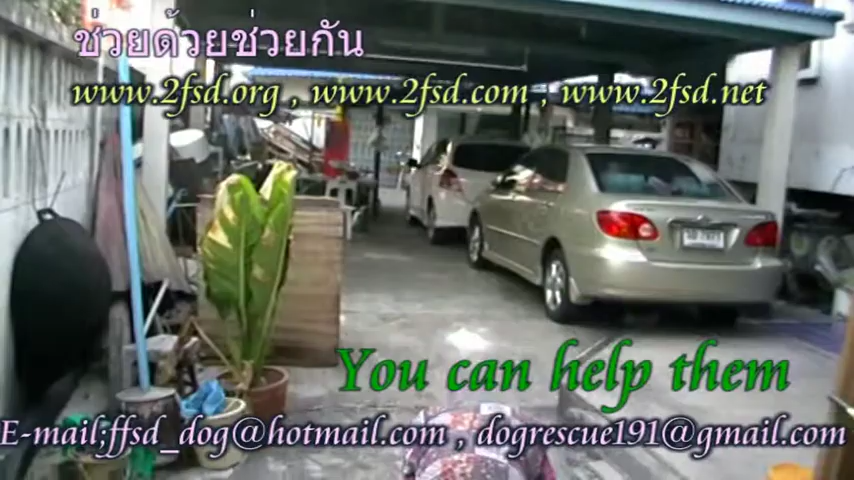 ช่วยด้วยช่วยกัน
www.2fsd.org , www.2fsd.com , www.2fsd.net
You can help them
E-mail;ffsd_dog@hotmail.com , dogrescue191@gmail.com